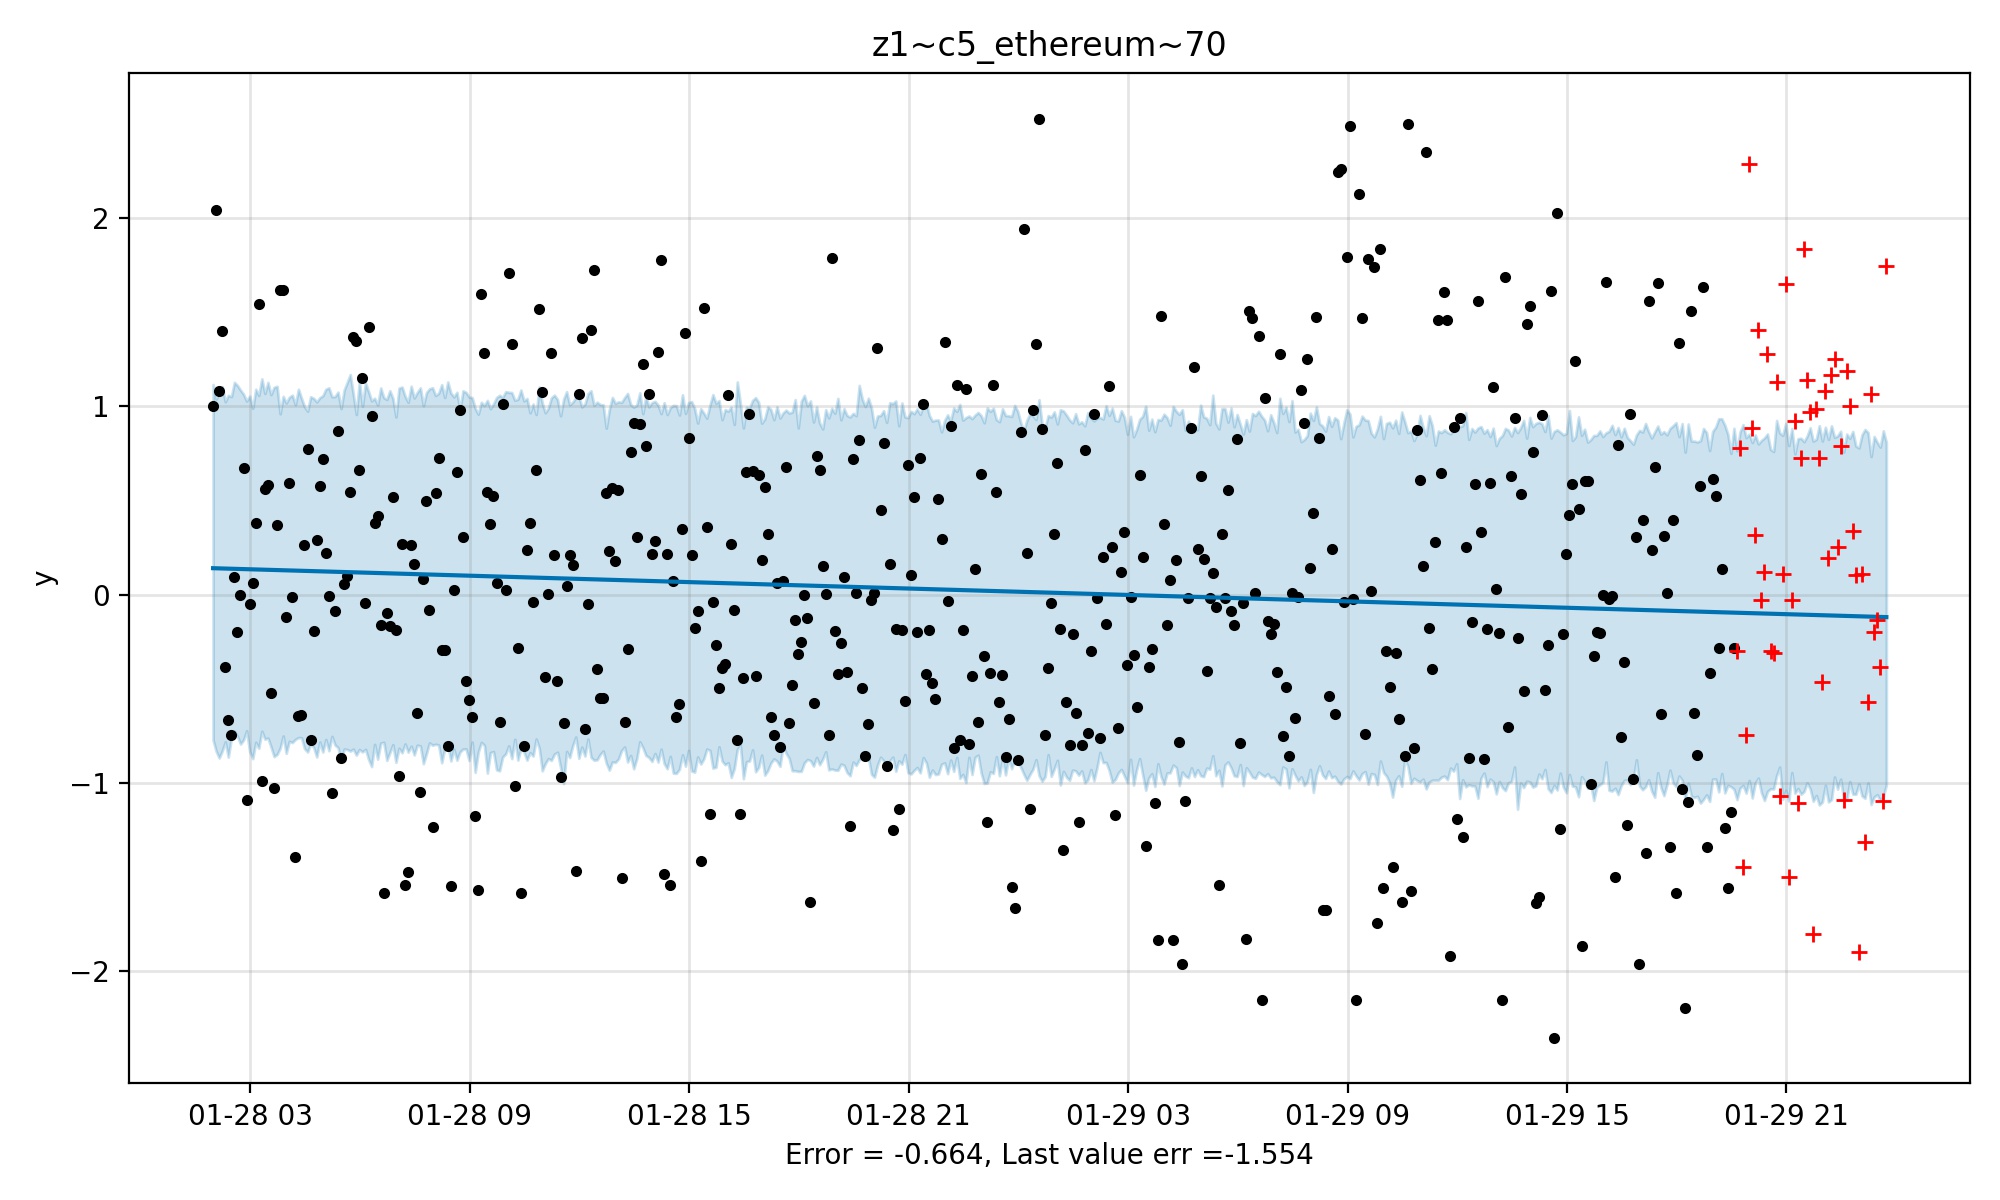 z1~c5_ethereum~70
y
2
1
0
−1
−2
01-28 03 01-28 09 01-28 15 01-28 21 01-29 03 01-29 09 01-29 15 01-29 21
Error = -0.664, Last value err =-1.554